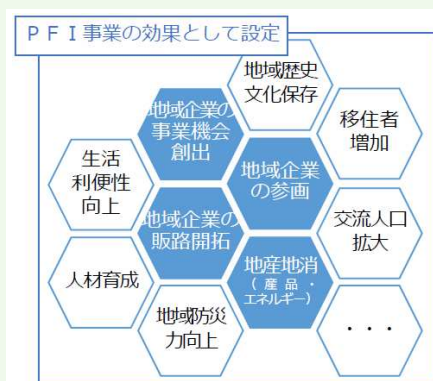 PFI事業の効果として設定
地域歴史
文化保存
地域企業の
事業機会
創出
移住者
増加
生活
利便性
向上
地域企業
の参画
地域企業の
販路開拓
交流人口
拡大
人材育成
地産地消
(産品・
エネルギー)
地域防災
力向上
・・・